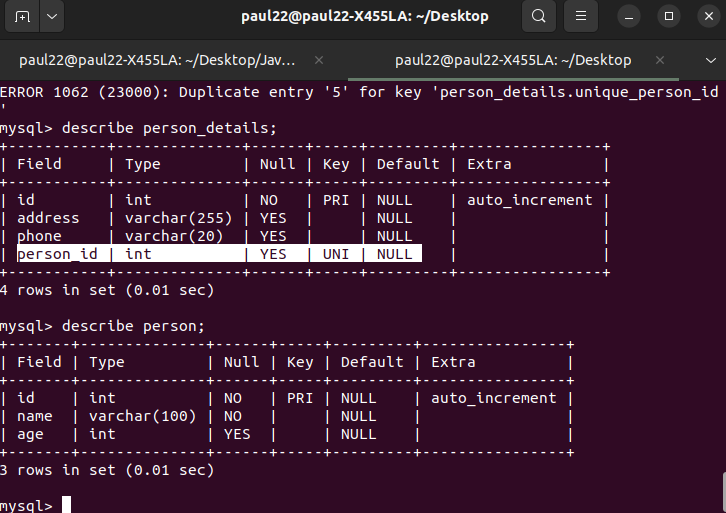 paul22@paul22-X455LA: ~/Desktop
paul22@paul22-X455LA: ~/Desktop/Jav...
paul22@paul22-X455LA: ~/Desktop
ERROR 1062 (23000): Duplicate entry '5' for key 'person_details.unique_person_id
'
mysql> describe person_details;
+-----------+--------------+------+-----+---------+----------------+
| Field     | Type         | Null | Key | Default | Extra          |
+-----------+--------------+------+-----+---------+----------------+
| id        | int          | NO   | PRI | NULL    | auto_increment |
| address   | varchar(255) | YES  |     | NULL    |                |
| phone     | varchar(20)  | YES  |     | NULL    |                |
| person_id | int          | YES  | UNI | NULL    |                |
+-----------+--------------+------+-----+---------+----------------+
4 rows in set (0.01 sec)
mysql> describe person;
+-------+--------------+------+-----+---------+----------------+
| Field | Type         | Null | Key | Default | Extra          |
+-------+--------------+------+-----+---------+----------------+
| id    | int          | NO   | PRI | NULL    | auto_increment |
| name  | varchar(100) | NO   |     | NULL    |                |
| age   | int          | YES  |     | NULL    |                |
+-------+--------------+------+-----+---------+----------------+
3 rows in set (0.01 sec)
mysql>